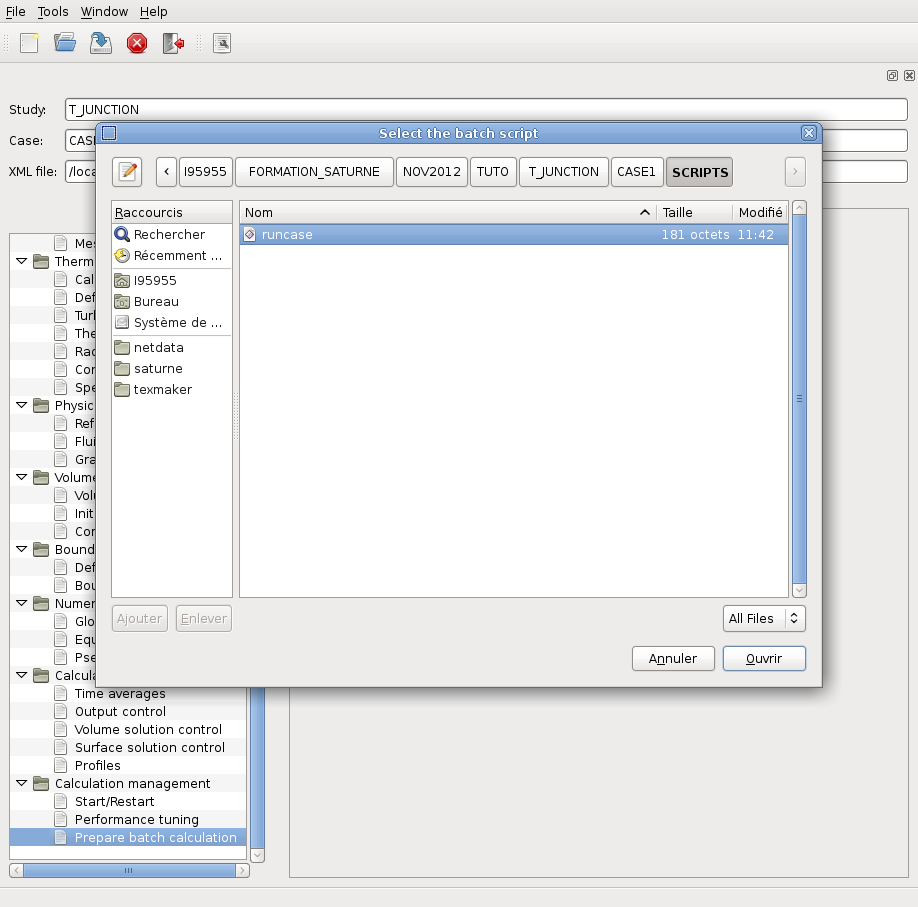 File Tools Window Help
Study: T_JUNCTION
Select the batch script
Case: CASE
XML file: /loca
I95955 FORMATION_SATURNE NOV2012 TUTO T_JUNCTION CASE1 SCRIPTS
Raccourcis
Rechercher
Récemment ...
I95955
Bureau
Système de ...
netdata
saturne
texmaker
Nom Taille Modifié
runcase 181 octets 11:42
Ajouter Enlever
All Files
Annuler Ouvrir
Mes
Therm
Cal
Def
Turl
The
Rad
Con
Spe
Physic
Ref
Flui
Gra
Volume
Volu
Init
Cor
Bound
Def
Bou
Numer
Glo
Equ
Pse
Calcula
Time averages
Output control
Volume solution control
Surface solution control
Profiles
Calculation management
Start/Restart
Performance tuning
Prepare batch calculation